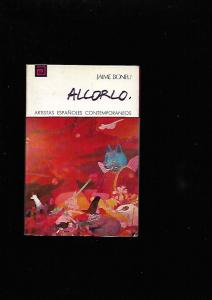 JAIME BONEU
ALCORLO.
ARTISTAS ESPAÑOLES CONTEMPORANEOS